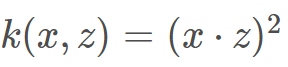 k(x, z) = (x · z)²